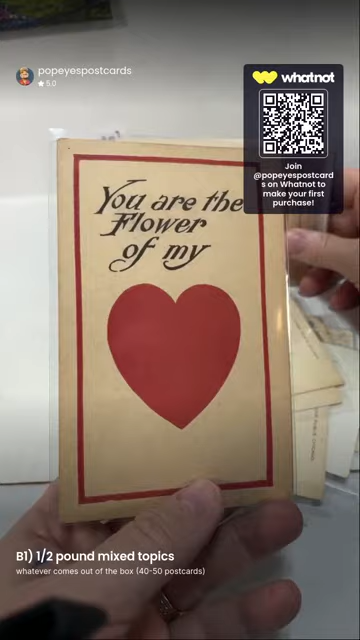 popeyespostcards
5.0
whatnot
Join
@popeyespostcard
s on Whatnot to
make your first
purchase!
You are the
Flower
of my
B1) 1/2 pound mixed topics
whatever comes out of the box (40-50 postcards)